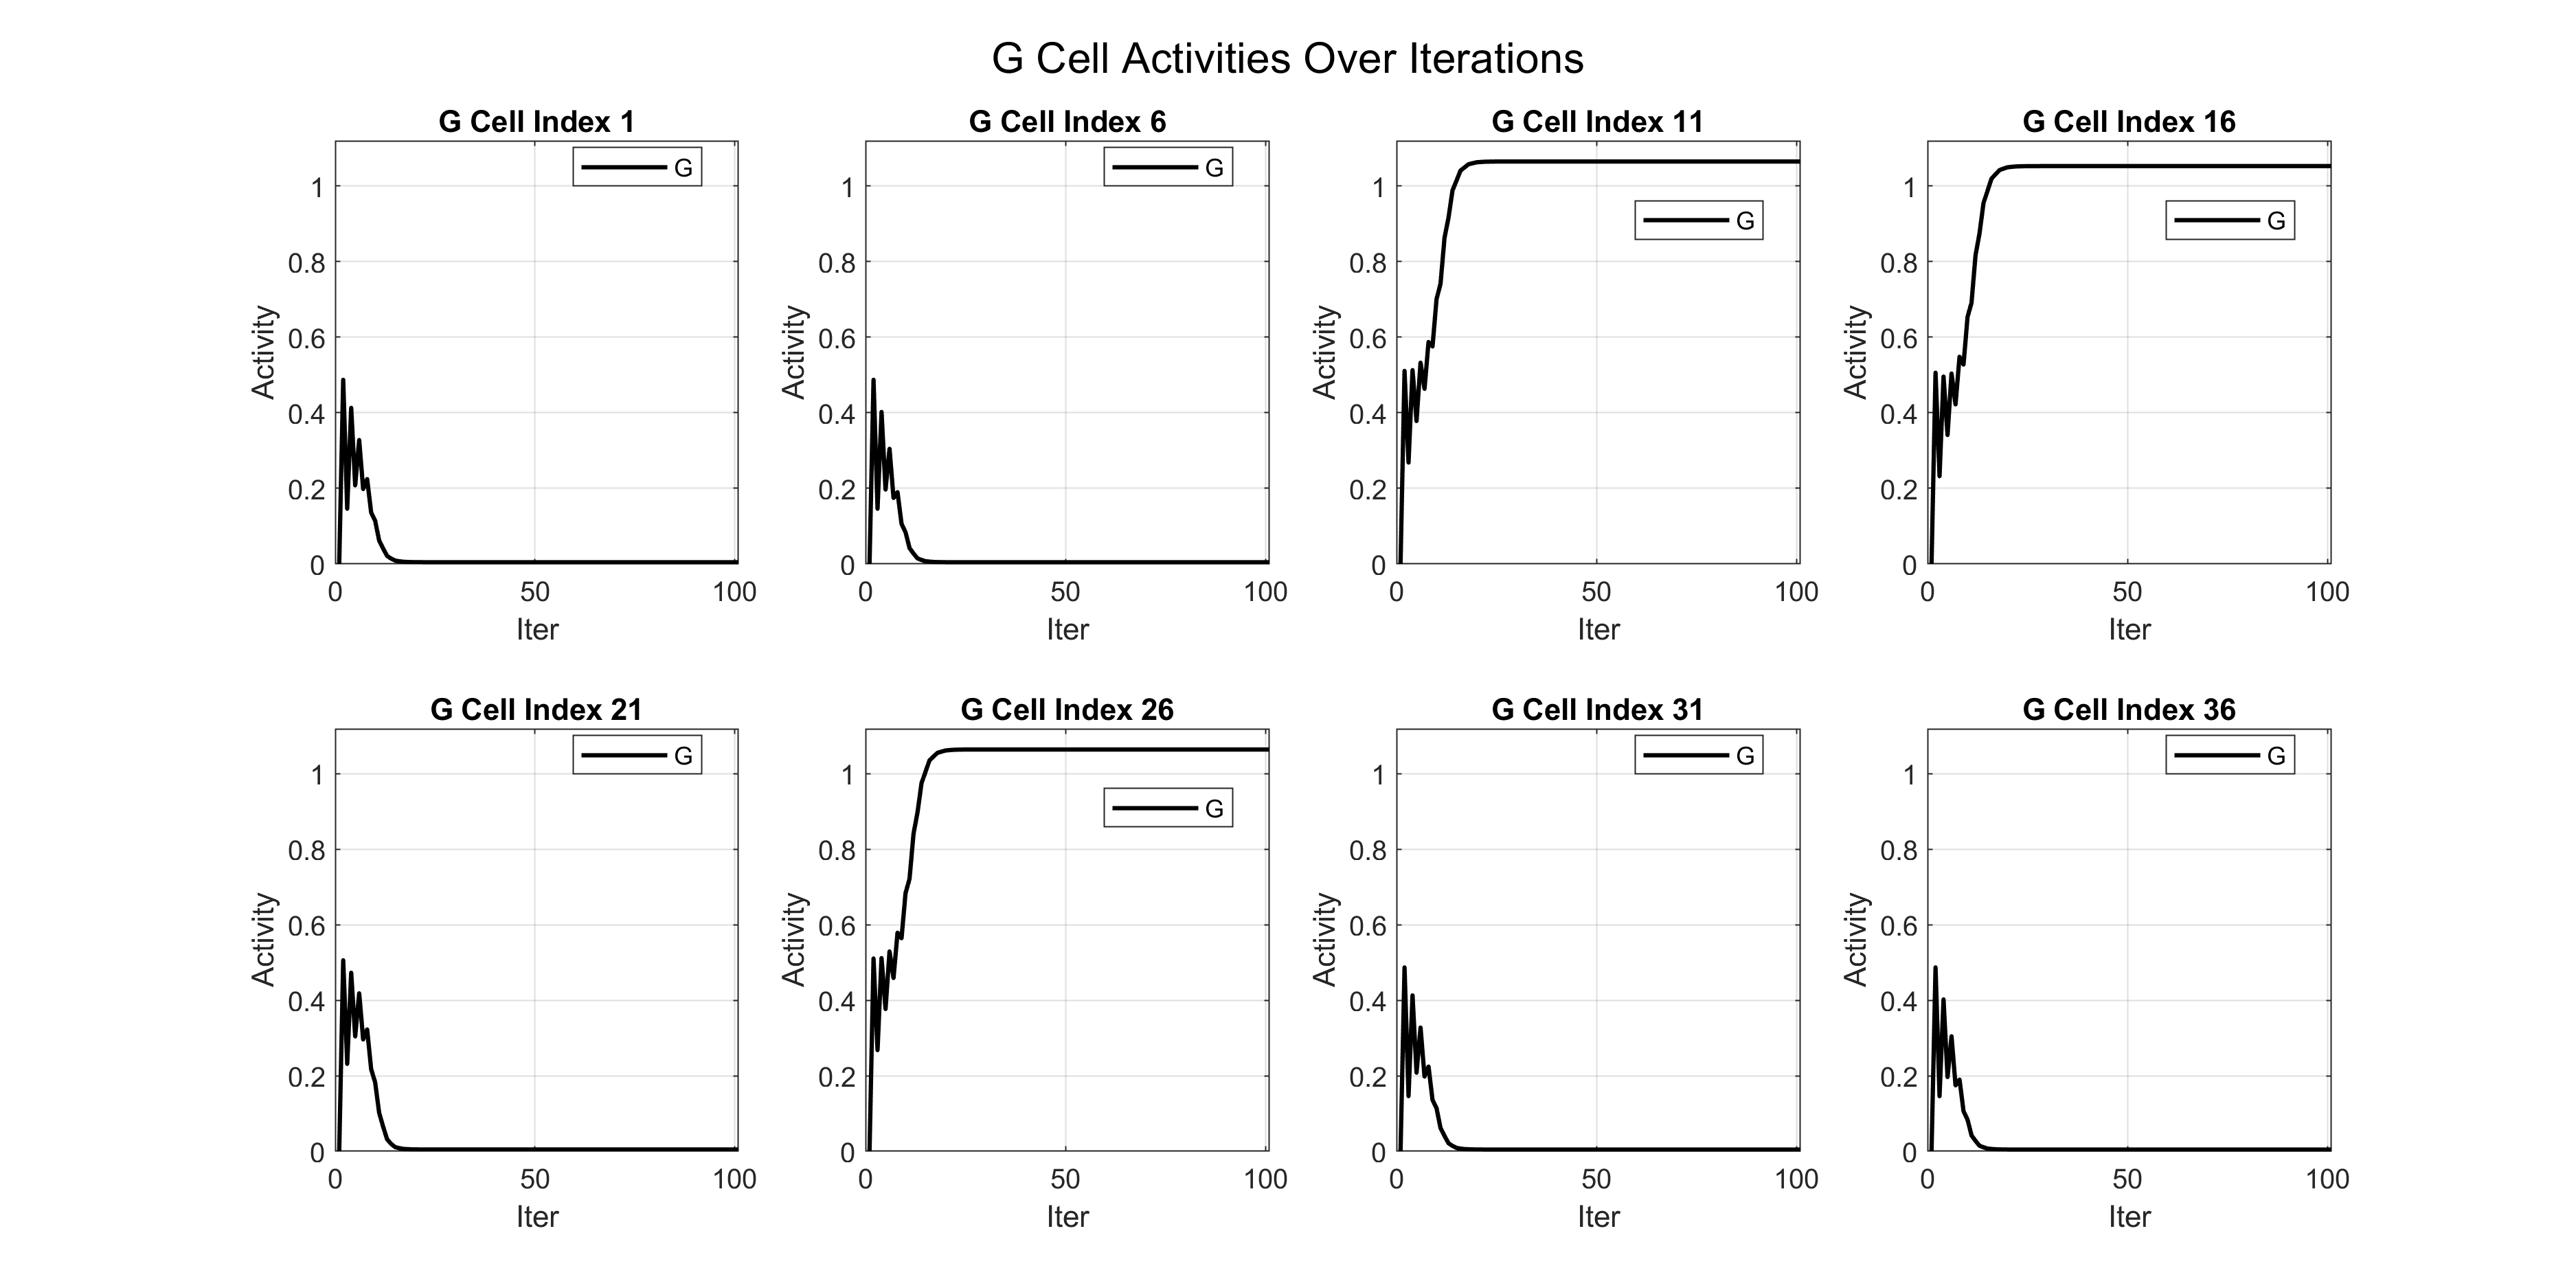 G Cell Activities Over Iterations
G Cell Index 1
G
1
0.8
0.6
0.4
0.2
0
Activity
0
50
100
Iter
G Cell Index 6
G
1
0.8
0.6
0.4
0.2
0
Activity
0
50
100
Iter
G Cell Index 11
G
1
0.8
0.6
0.4
0.2
0
Activity
0
50
100
Iter
G Cell Index 16
G
1
0.8
0.6
0.4
0.2
0
Activity
0
50
100
Iter
G Cell Index 21
G
1
0.8
0.6
0.4
0.2
0
Activity
0
50
100
Iter
G Cell Index 26
G
1
0.8
0.6
0.4
0.2
0
Activity
0
50
100
Iter
G Cell Index 31
G
1
0.8
0.6
0.4
0.2
0
Activity
0
50
100
Iter
G Cell Index 36
G
1
0.8
0.6
0.4
0.2
0
Activity
0
50
100
Iter